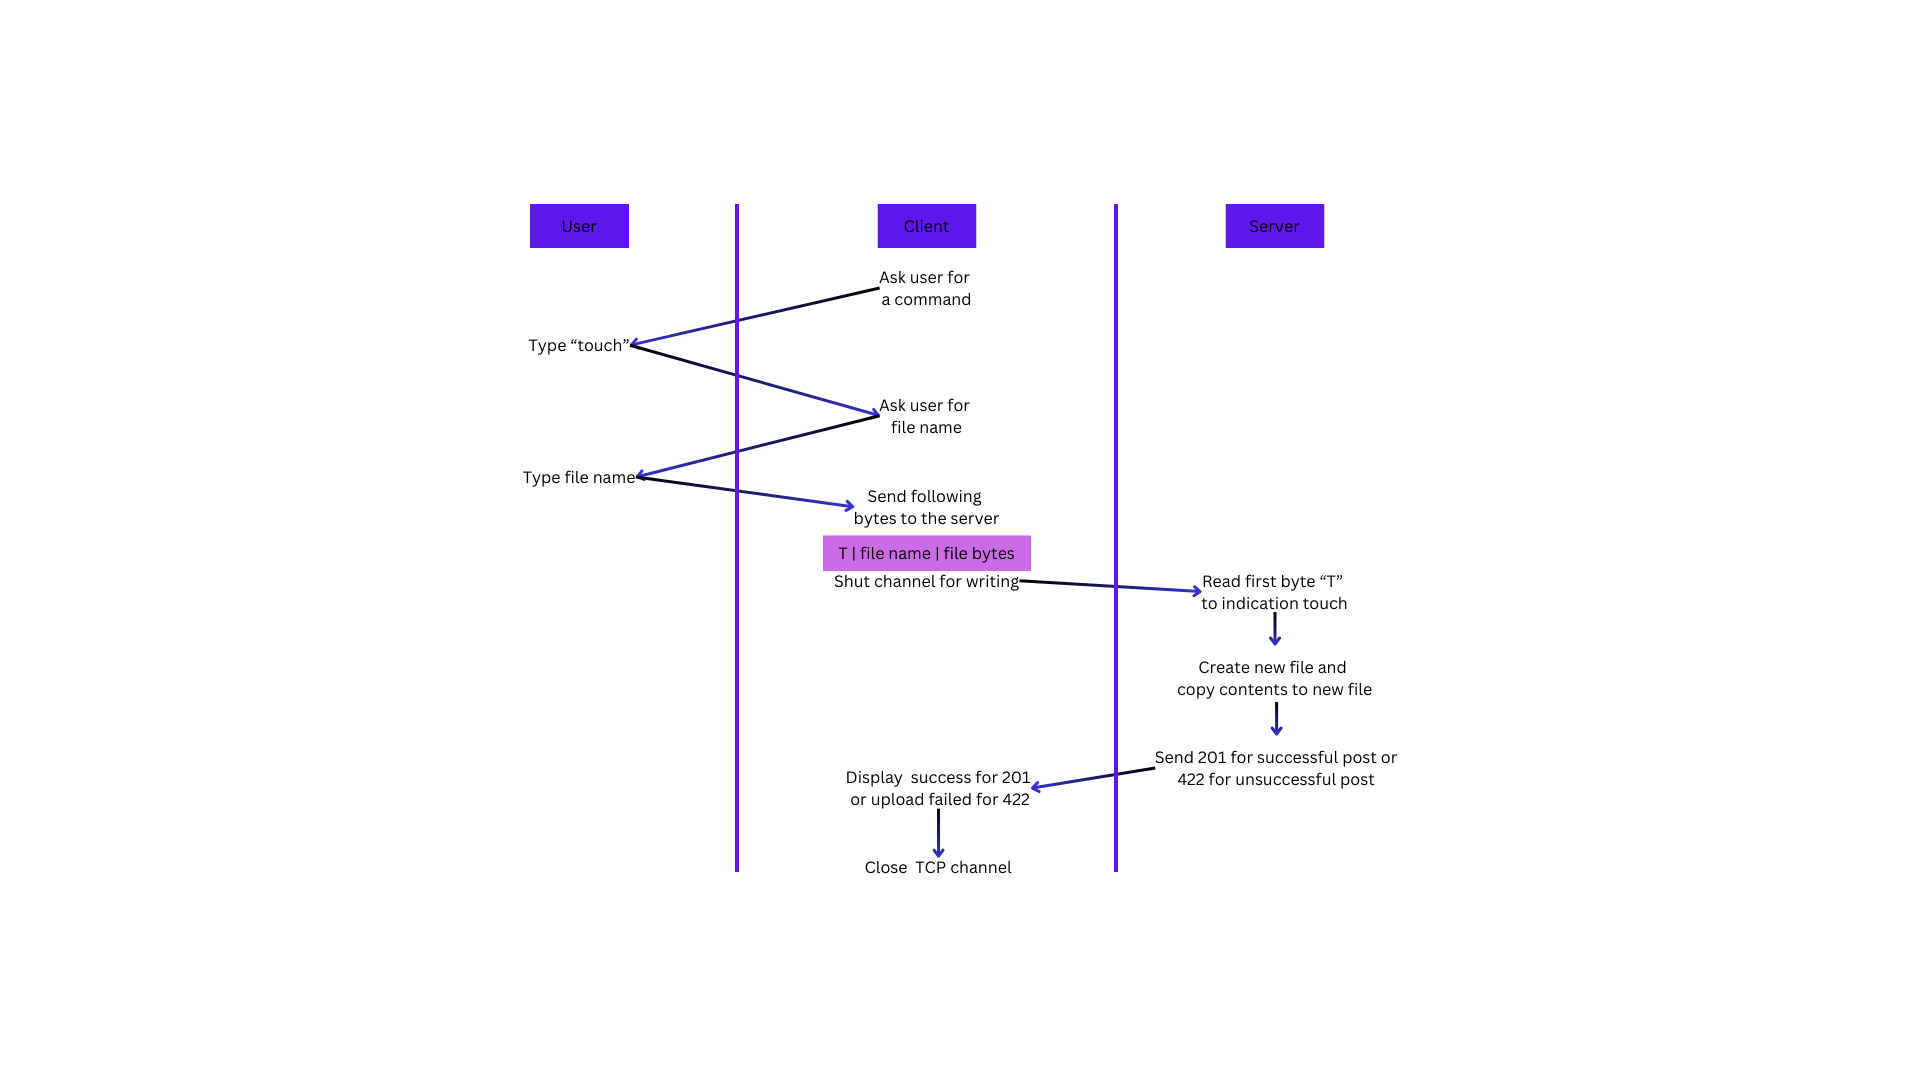 User
Client
Server
Ask user for
a command
Type “touch”
Ask user for
file name
Type file name
Send following
bytes to the server
T | file name | file bytes
Shut channel for writing
Read first byte “T”
to indication touch
Create new file and
copy contents to new file
Send 201 for successful post or
422 for unsuccessful post
Display  success for 201
or upload failed for 422
Close  TCP channel